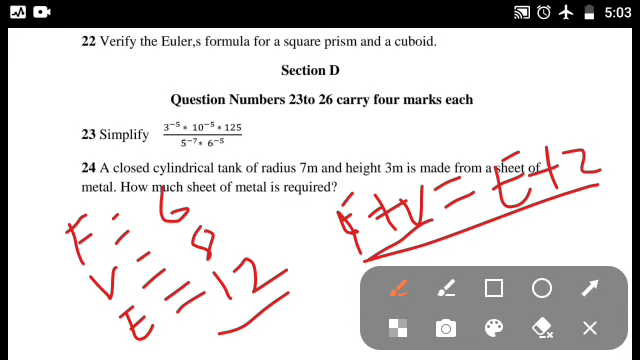 5:03
22 Verify the Euler,s formula for a square prism and a cuboid.
Section D
Question Numbers 23to 26 carry four marks each
23 Simplify 3⁻⁵* 10⁻⁵ *125 / 5⁻⁷* 6⁻⁵
24 A closed cylindrical tank of radius 7m and height 3m is made from a sheet of
metal. How much sheet of metal is required?
F+V = E+2
F = 6
V = 8
E = 12